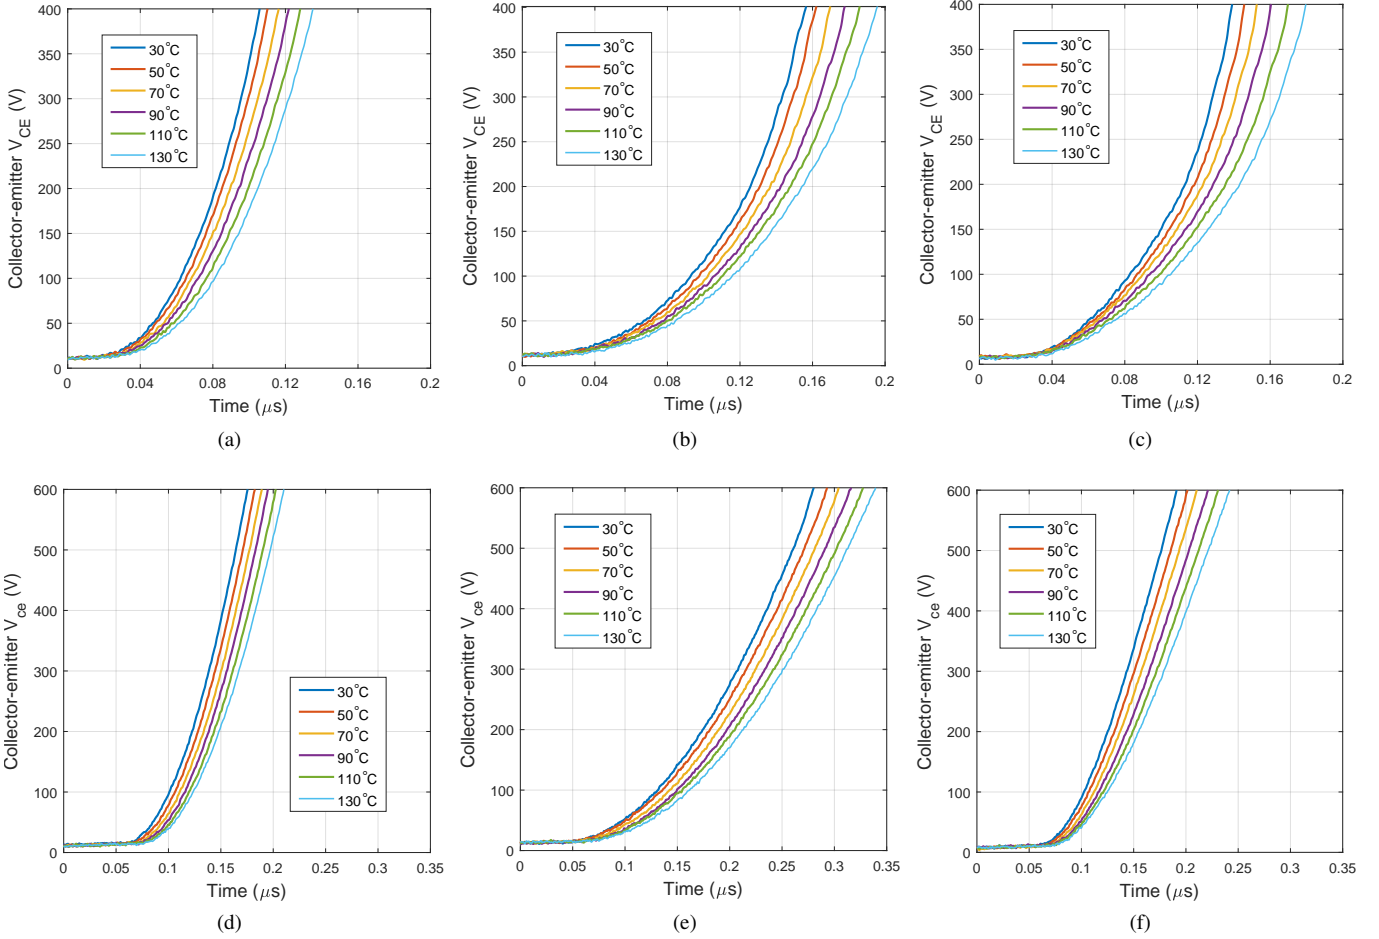 Collector-emitter V_CE (V)
400
350
300
250
200
150
100
50
0
30°C
50°C
70°C
90°C
110°C
130°C
0 0.04 0.08 0.12 0.16 0.2
Time (μs)
(a)
Collector-emitter V_CE (V)
400
350
300
250
200
150
100
50
0
30°C
50°C
70°C
90°C
110°C
130°C
0 0.04 0.08 0.12 0.16 0.2
Time (μs)
(b)
Collector-emitter V_CE (V)
400
350
300
250
200
150
100
50
0
30°C
50°C
70°C
90°C
110°C
130°C
0 0.04 0.08 0.12 0.16 0.2
Time (μs)
(c)
Collector-emitter V_ce (V)
600
500
400
300
200
100
0
30°C
50°C
70°C
90°C
110°C
130°C
0 0.05 0.1 0.15 0.2 0.25 0.3 0.35
Time (μs)
(d)
Collector-emitter V_ce (V)
600
500
400
300
200
100
0
30°C
50°C
70°C
90°C
110°C
130°C
0 0.05 0.1 0.15 0.2 0.25 0.3 0.35
Time (μs)
(e)
Collector-emitter V_ce (V)
600
500
400
300
200
100
0
30°C
50°C
70°C
90°C
110°C
130°C
0 0.05 0.1 0.15 0.2 0.25 0.3 0.35
Time (μs)
(f)